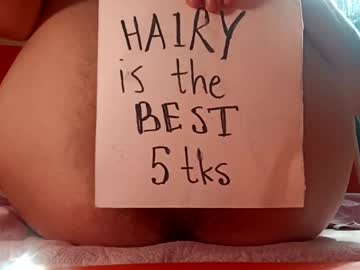 HAIRY
is the
BEST
5 tks